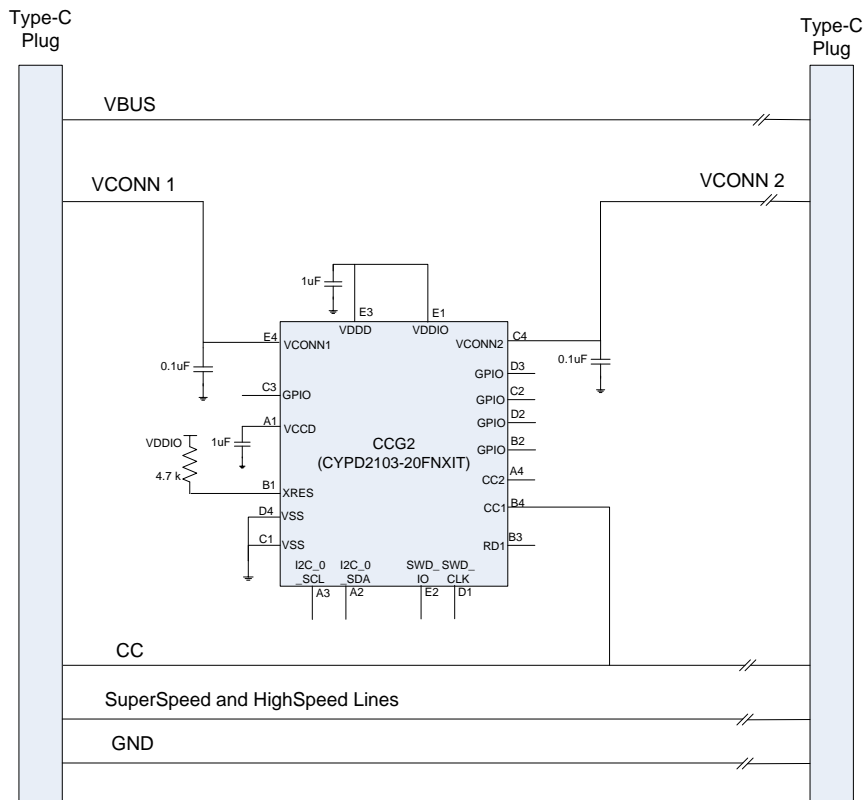 Type-C
Plug
Type-C
Plug
VBUS
VCONN 1
VCONN 2
1uF
E3
E1
VDDD
VDDIO
E4
VCONN1
C4
VCONN2
0.1uF
0.1uF
D3
GPIO
C3
GPIO
C2
GPIO
A1
VCCD
D2
GPIO
VDDIO
1uF
CCG2
(CYPD2103-20FNXIT)
B2
GPIO
4.7 k
A4
CC2
B1
XRES
B4
CC1
D4
VSS
C1
VSS
B3
RD1
I2C_0
_SCL
I2C_0
_SDA
SWD_
IO
SWD_
CLK
A3
A2
E2
D1
CC
SuperSpeed and HighSpeed Lines
GND